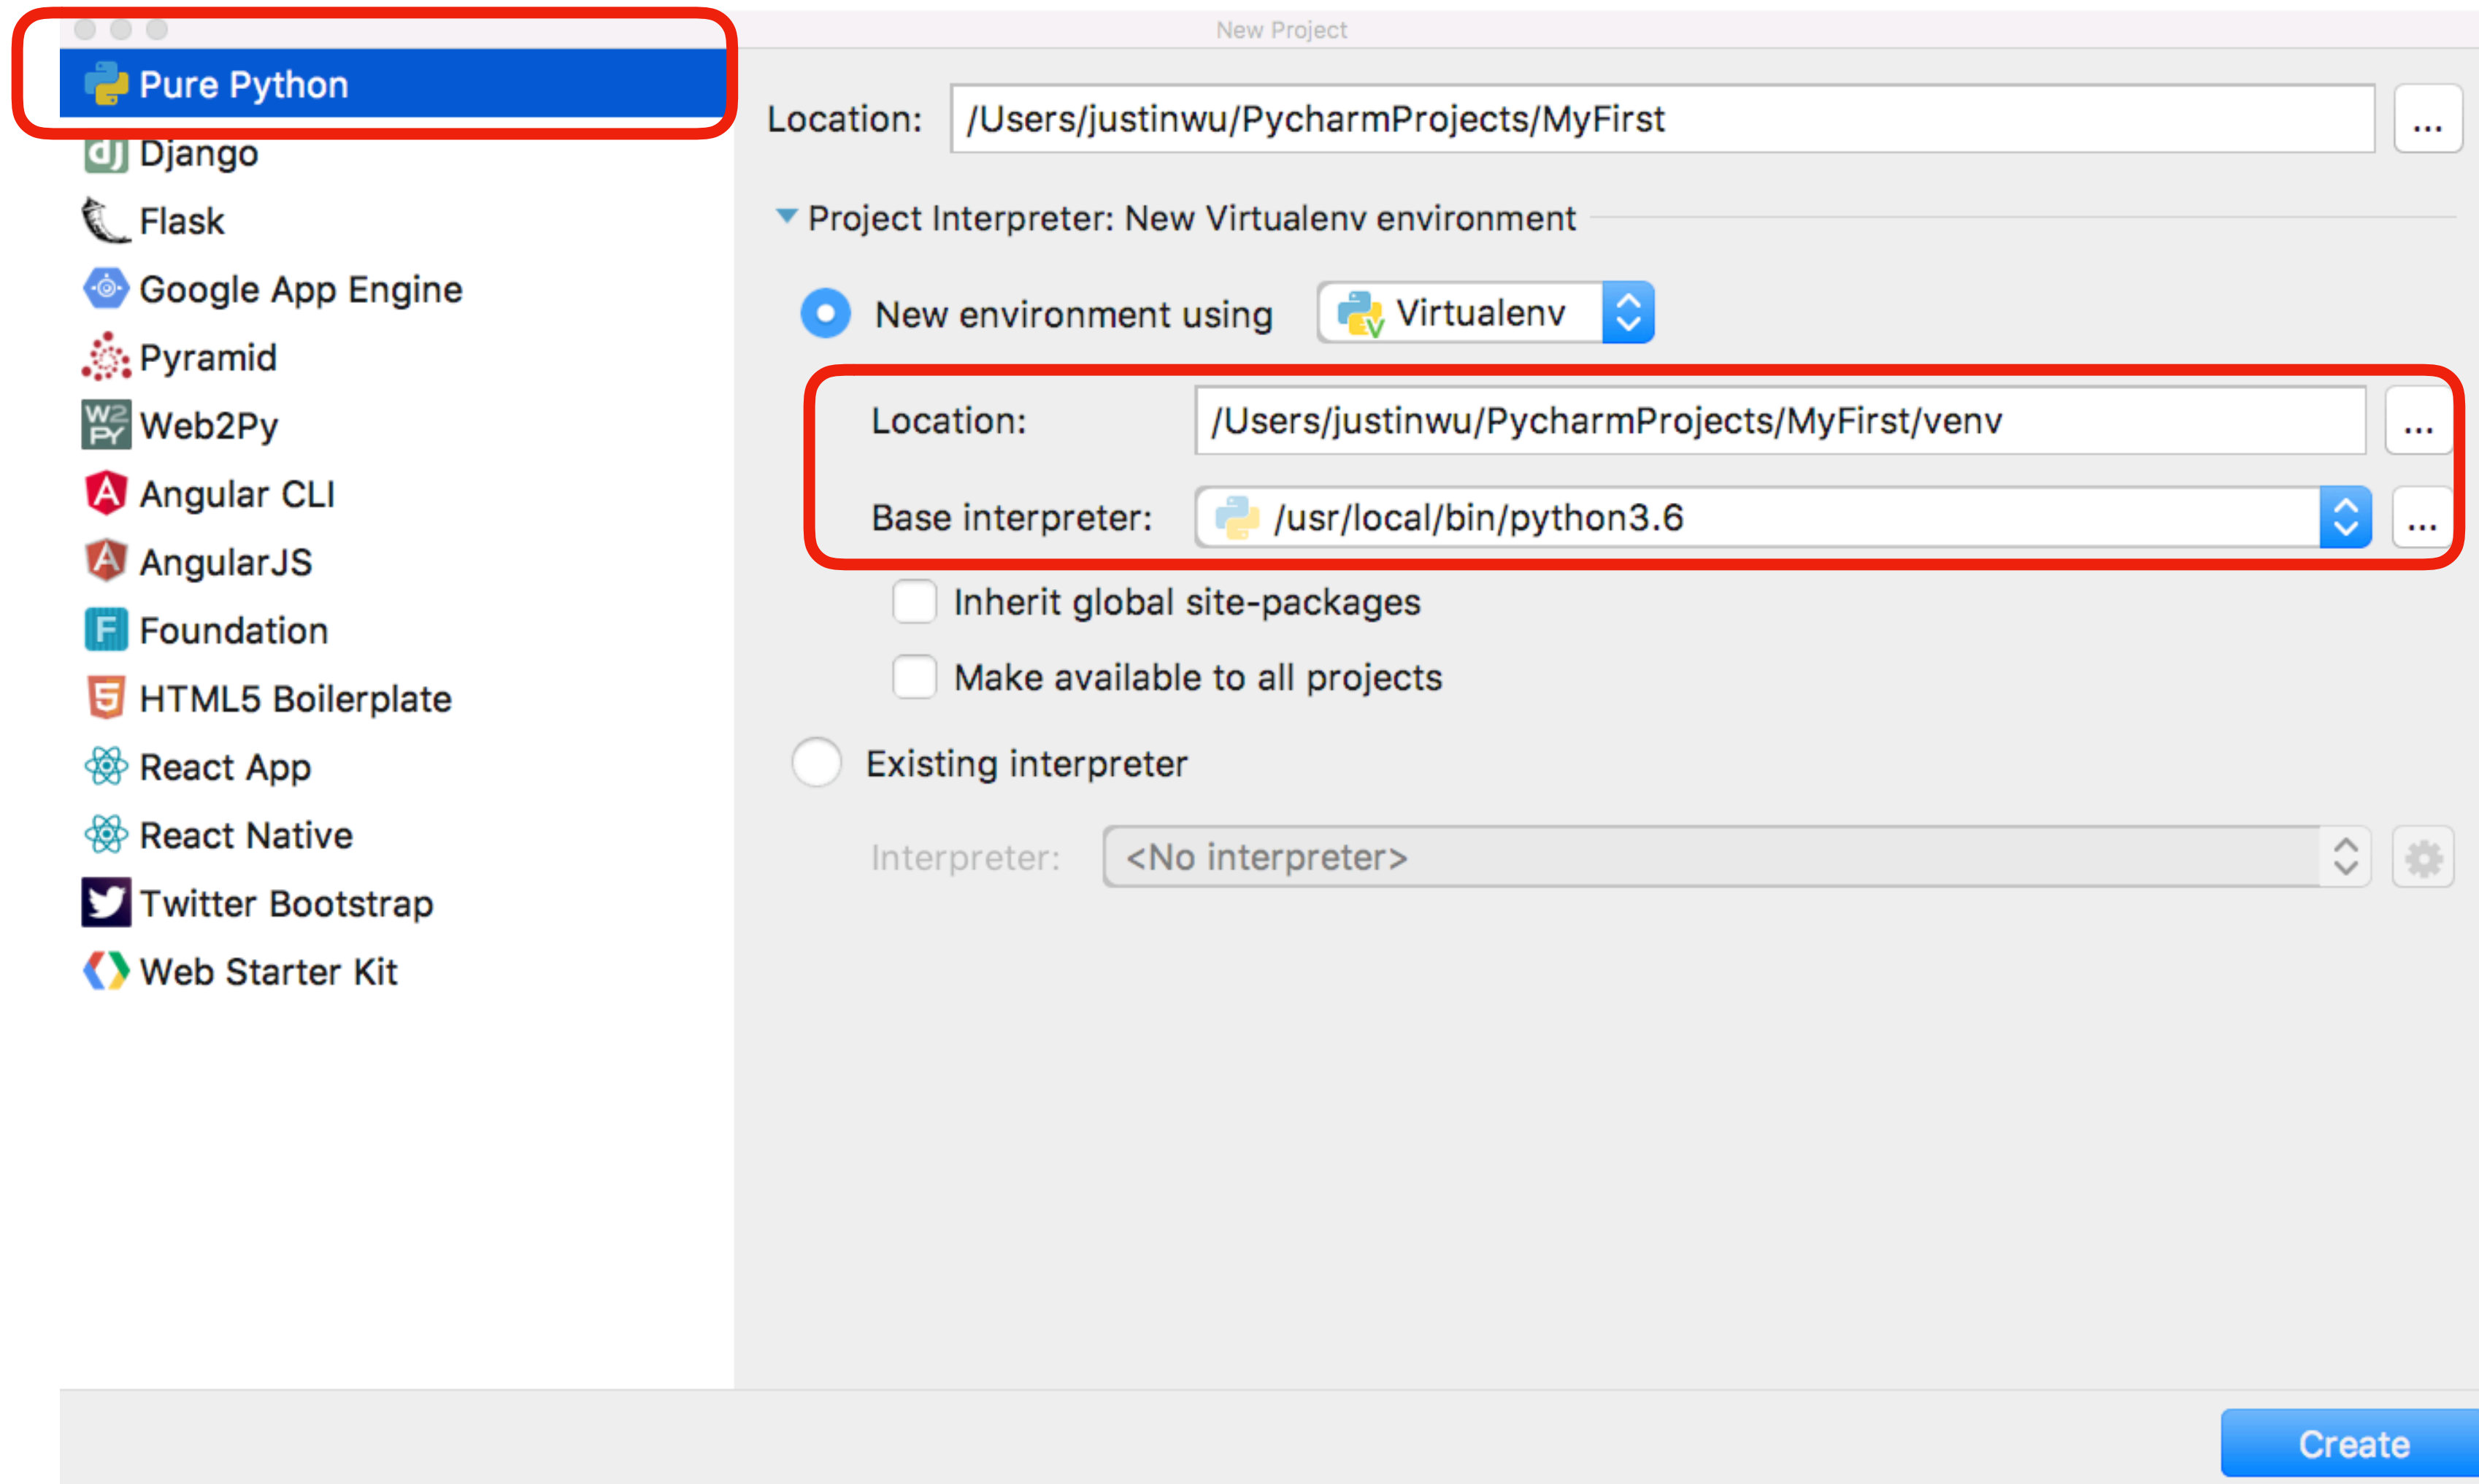 New Project
Pure Python
Django
Flask
Google App Engine
Pyramid
Web2Py
Angular CLI
AngularJS
Foundation
HTML5 Boilerplate
React App
React Native
Twitter Bootstrap
Web Starter Kit
Location: /Users/justinwu/PycharmProjects/MyFirst ...
Project Interpreter: New Virtualenv environment
New environment using Virtualenv
Location: /Users/justinwu/PycharmProjects/MyFirst/venv ...
Base interpreter: /usr/local/bin/python3.6 ...
Inherit global site-packages
Make available to all projects
Existing interpreter
Interpreter: <No interpreter>
Create